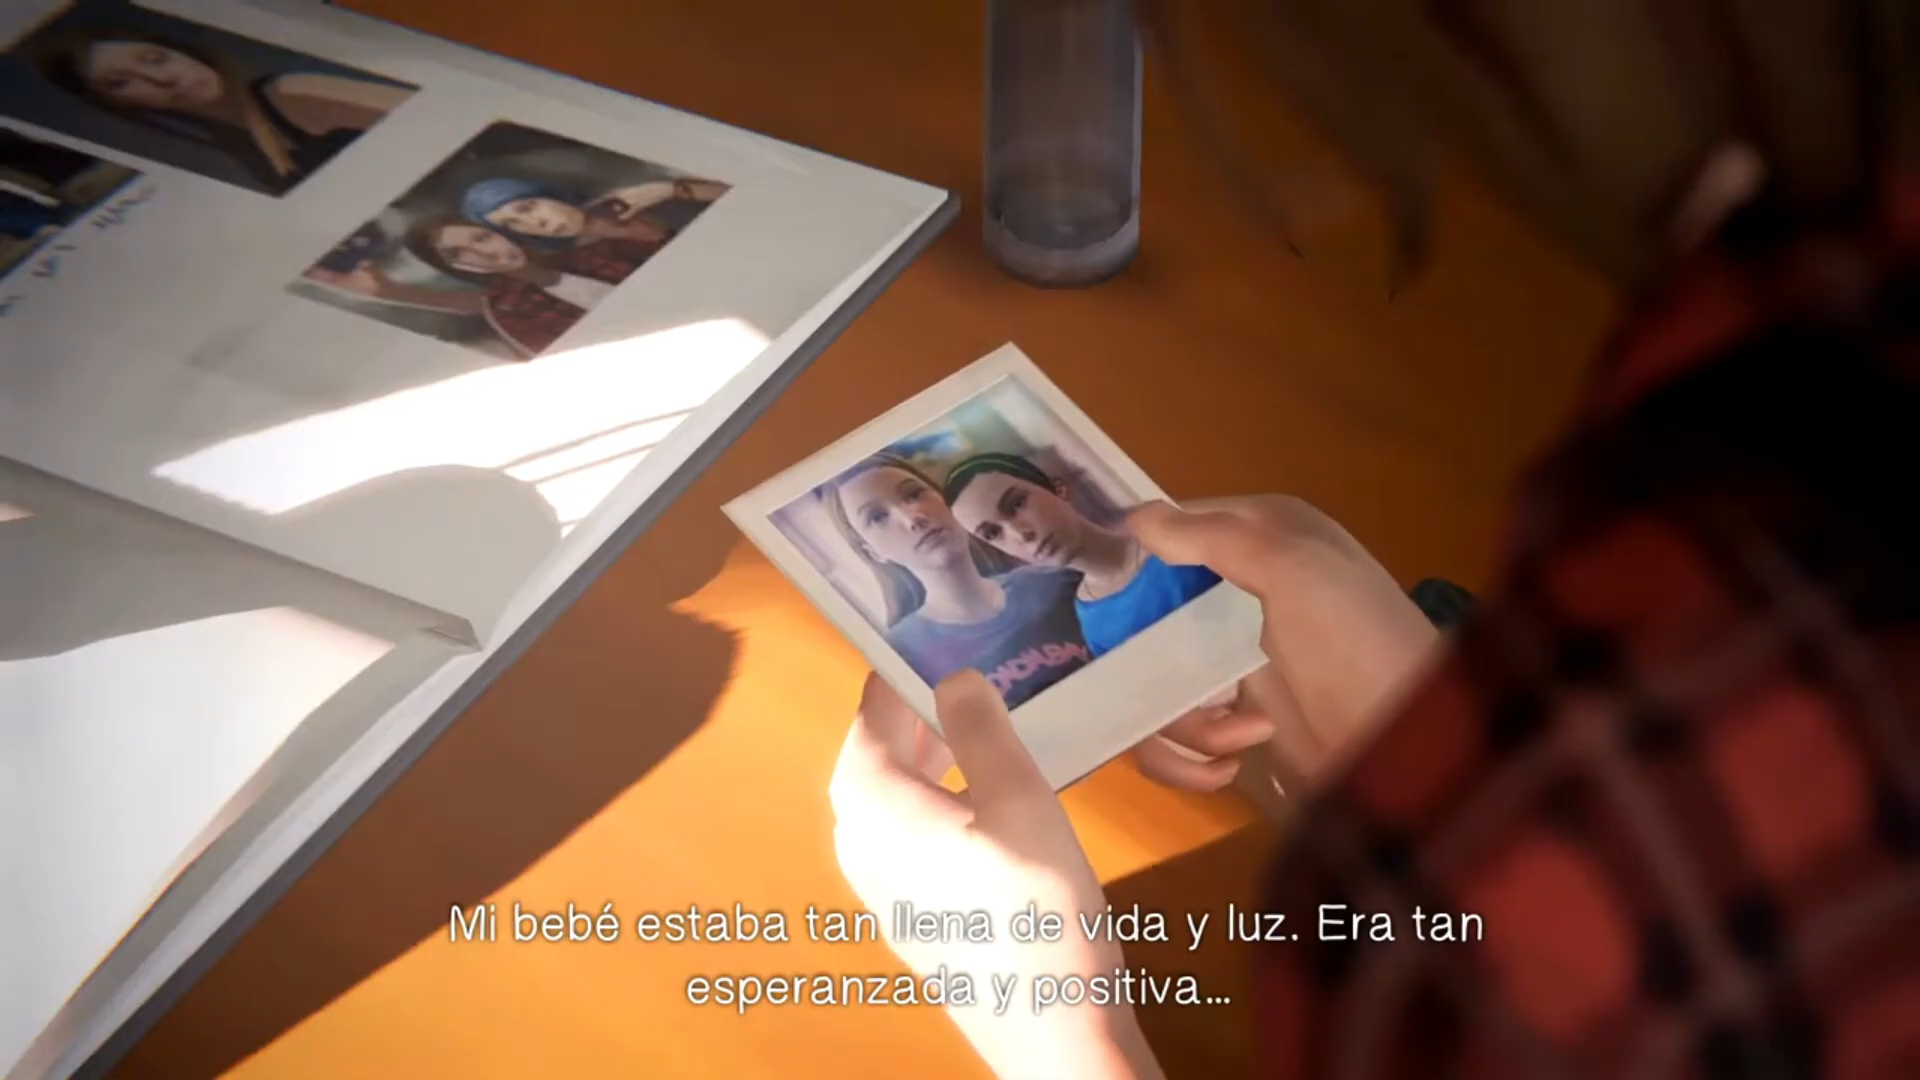 Mi bebé estaba tan llena de vida y luz. Era tan
esperanzada y positiva...